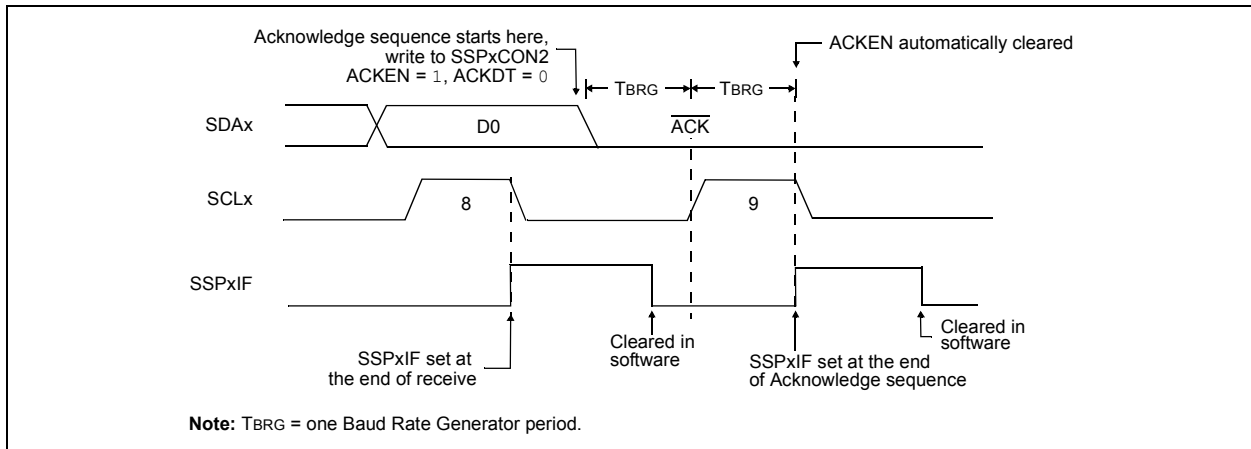 Acknowledge sequence starts here,
write to SSPxCON2
ACKEN = 1, ACKDT = 0
ACKEN automatically cleared
TBRG
TBRG
SDAx
D0
ACK
SCLx
8
9
SSPxIF
SSPxIF set at
the end of receive
Cleared in
software
SSPxIF set at the end
of Acknowledge sequence
Cleared in
software
Note: TBRG = one Baud Rate Generator period.